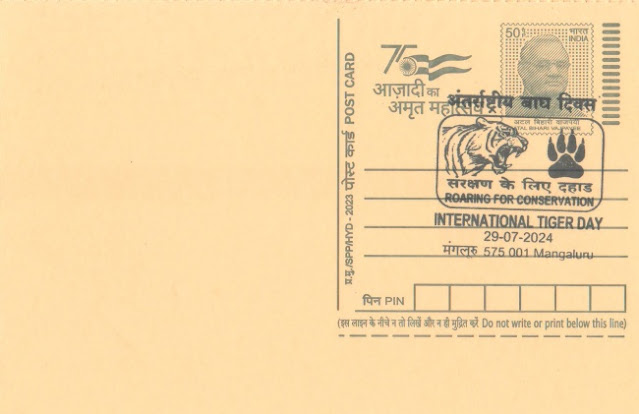 75
आज़ादी का
अमृत महोत्सव
50
भारत
INDIA
अटल बिहारी वाजपेयी
ATAL BIHARI VAJPAYEE
अंतर्राष्ट्रीय बाघ दिवस
संरक्षण के लिए दहाड
ROARING FOR CONSERVATION
INTERNATIONAL TIGER DAY
29-07-2024
मंगलुरु 575 001 Mangaluru
प्र.मु./SPP/HYD - 2023 पोस्ट कार्ड POST CARD
पिन PIN
(इस लाइन के नीचे न तो लिखें और न ही मुद्रित करें Do not write or print below this line)